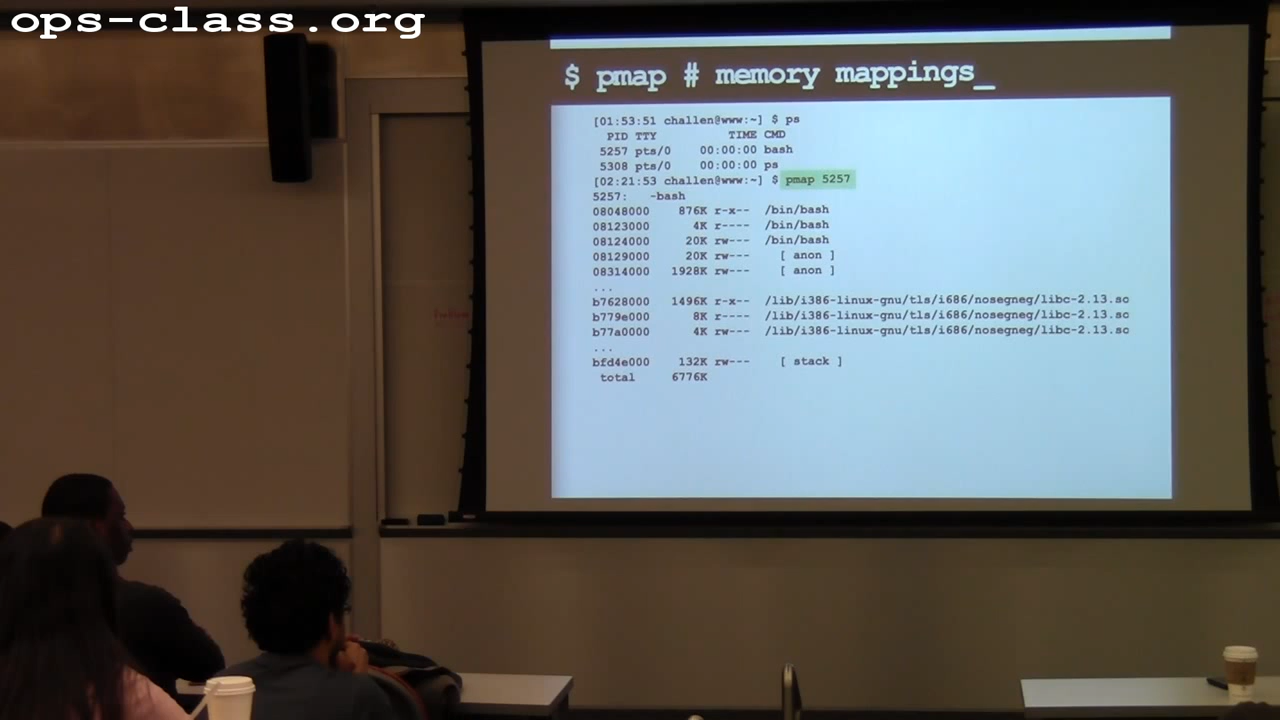 ops-class.org
$ pmap # memory mappings_
[01:53:51 challen@www:~] $ ps
PID TTY TIME CMD
5257 pts/0 00:00:00 bash
5308 pts/0 00:00:00 ps
[02:21:53 challen@www:~] $ pmap 5257
5257: -bash
08048000 876K r-x-- /bin/bash
08123000 4K r---- /bin/bash
08124000 20K rw--- /bin/bash
08129000 20K rw--- [ anon ]
08314000 1928K rw--- [ anon ]
...
b7628000 1496K r-x-- /lib/i386-linux-gnu/tls/i686/nosegneg/libc-2.13.so
b779e000 8K r---- /lib/i386-linux-gnu/tls/i686/nosegneg/libc-2.13.so
b77a0000 4K rw--- /lib/i386-linux-gnu/tls/i686/nosegneg/libc-2.13.so
...
bfd4e000 132K rw--- [ stack ]
total 6776K